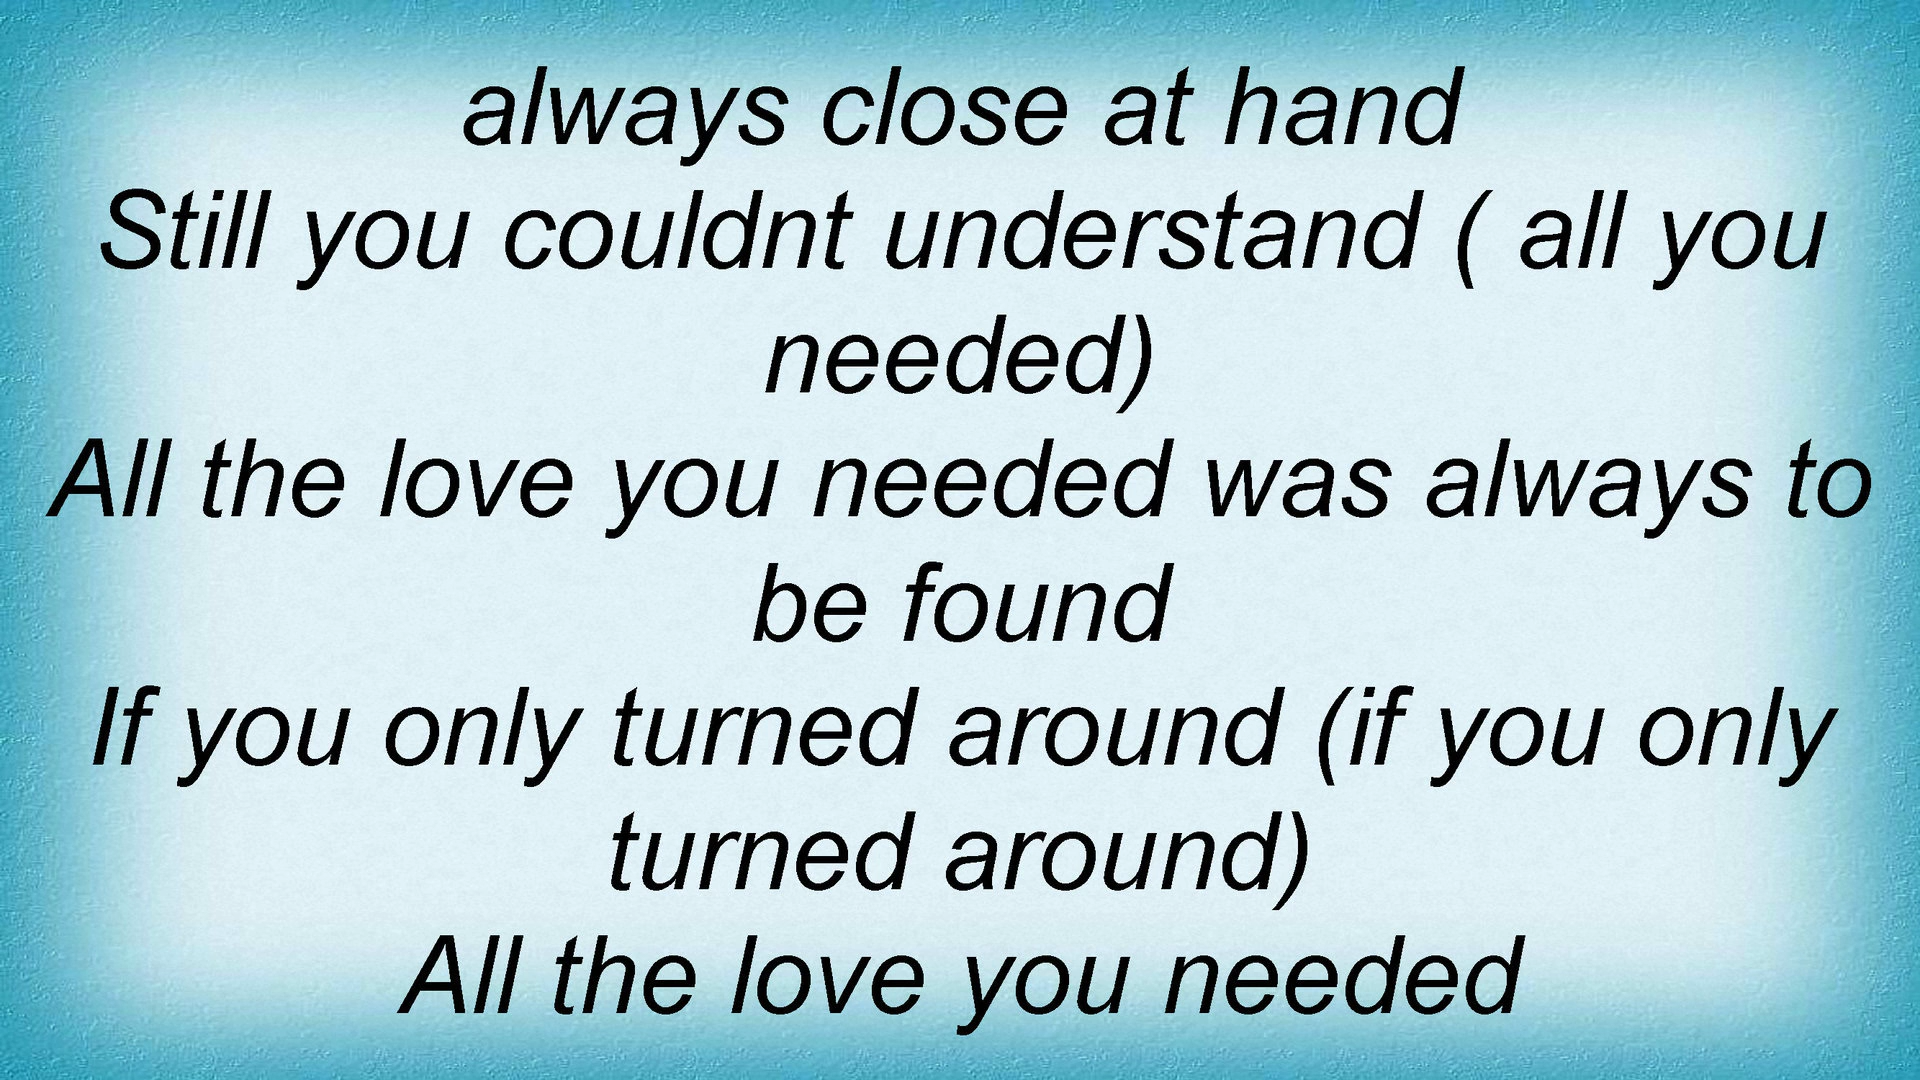 always close at hand
Still you couldnt understand ( all you
needed)
All the love you needed was always to
be found
If you only turned around (if you only
turned around)
All the love you needed